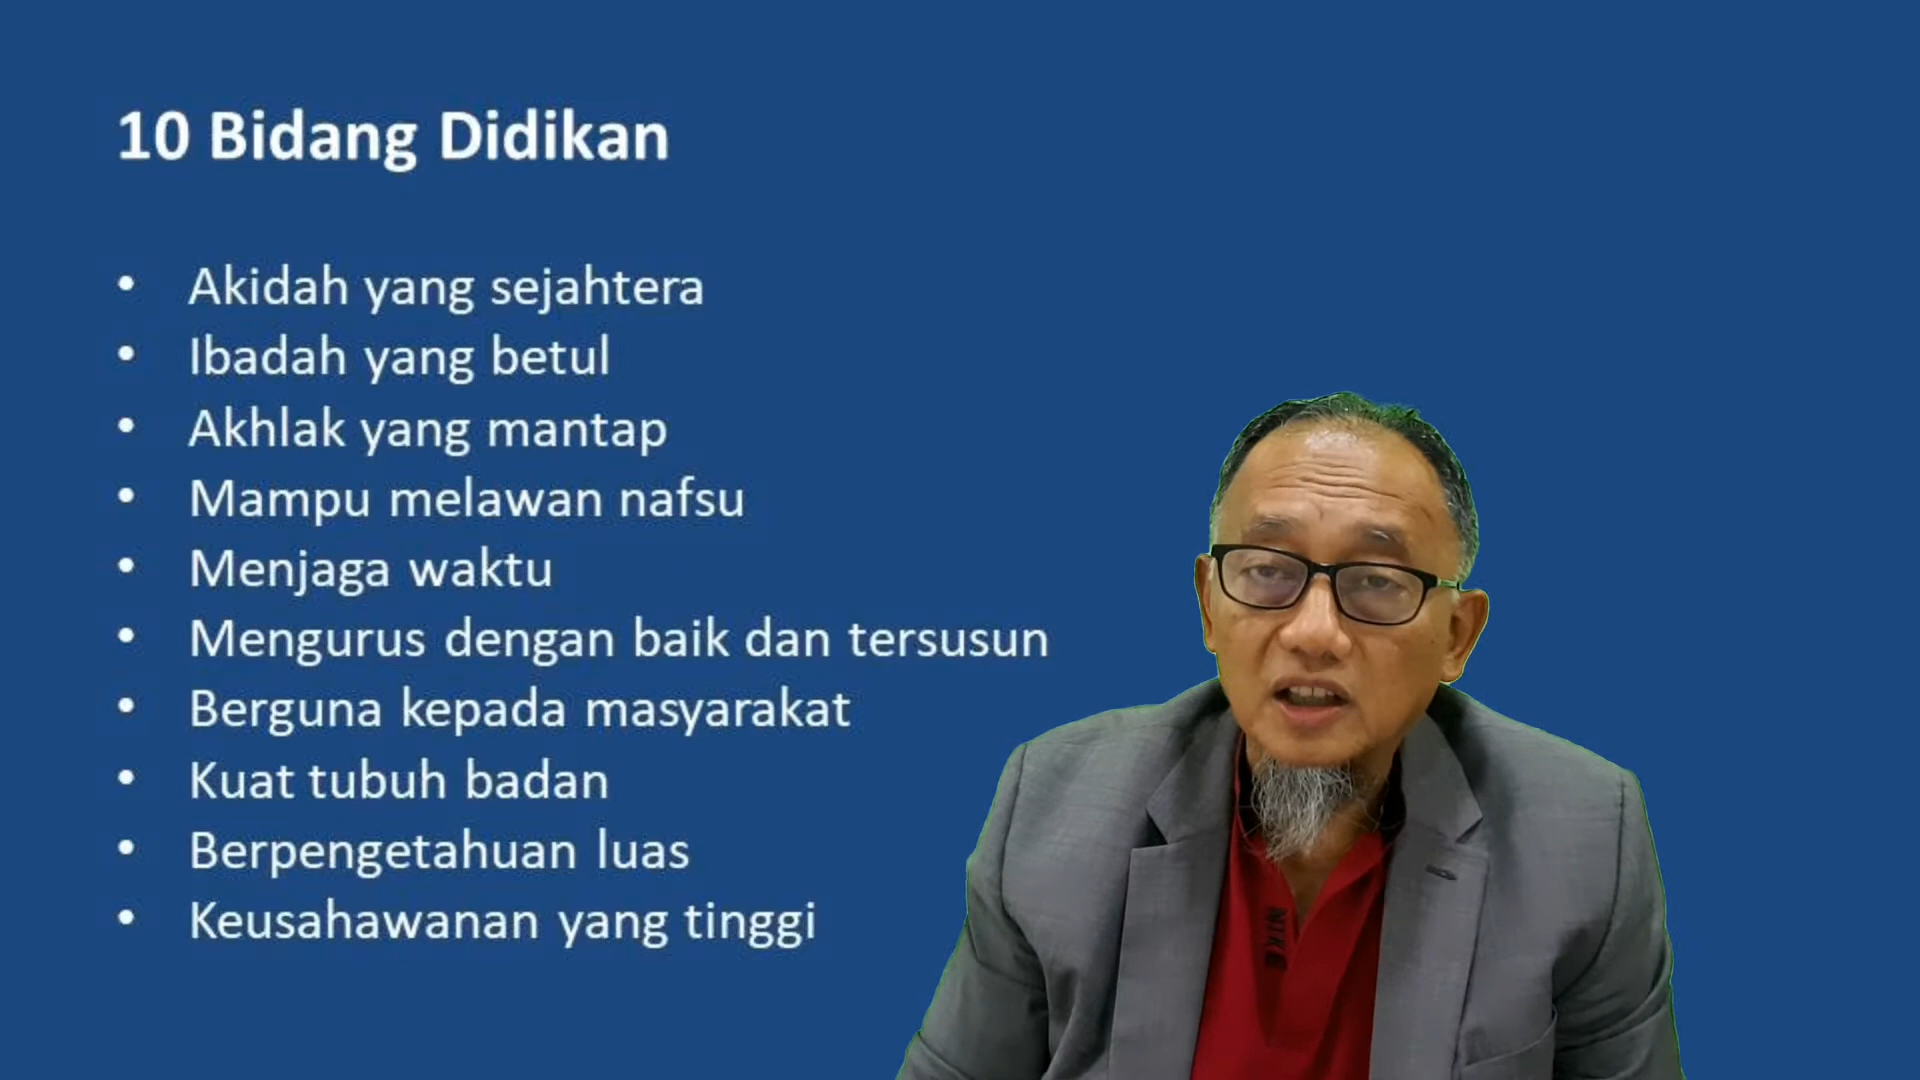 10 Bidang Didikan
• Akidah yang sejahtera
• Ibadah yang betul
• Akhlak yang mantap
• Mampu melawan nafsu
• Menjaga waktu
• Mengurus dengan baik dan tersusun
• Berguna kepada masyarakat
• Kuat tubuh badan
• Berpengetahuan luas
• Keusahawanan yang tinggi
NIKE